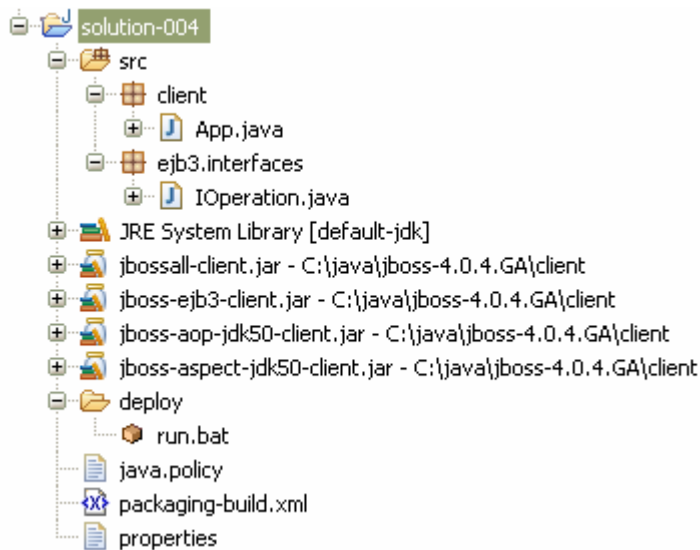 solution-004
src
client
App.java
ejb3.interfaces
IOperation.java
JRE System Library [default-jdk]
jbossall-client.jar - C:\java\jboss-4.0.4.GA\client
jboss-ejb3-client.jar - C:\java\jboss-4.0.4.GA\client
jboss-aop-jdk50-client.jar - C:\java\jboss-4.0.4.GA\client
jboss-aspect-jdk50-client.jar - C:\java\jboss-4.0.4.GA\client
deploy
run.bat
java.policy
packaging-build.xml
properties